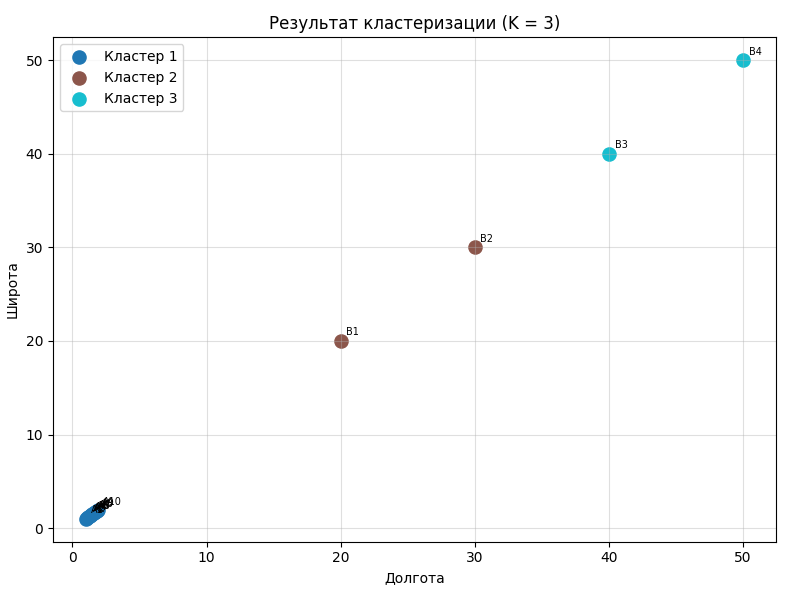 Результат кластеризации (K = 3)
Кластер 1
Кластер 2
Кластер 3
B4
B3
B2
B1
A10
50
40
30
20
10
0
Широта
0 10 20 30 40 50
Долгота